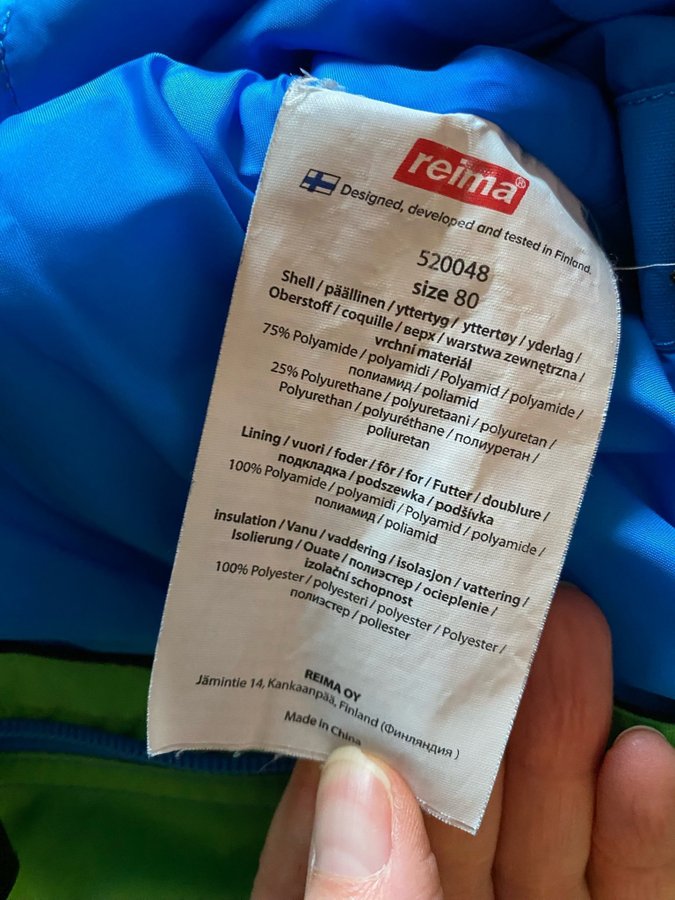 reima®
Designed, developed and tested in Finland.
520048
size 80
Shell / päällinen / yttertyg / yttertøy / yderlag /
Oberstoff / coquille / верх / warstwa zewnętrzna /
vrchní materiál
75% Polyamide / polyamidi / Polyamid / polyamide /
полиамид / poliamid
25% Polyurethane / polyuretaani / polyuretan /
Polyurethan / polyuréthane / полиуретан /
poliuretan
Lining / vuori / foder / fôr / for / Futter / doublure /
подкладка / podszewka / podšívka
100% Polyamide / polyamidi / Polyamid / polyamide /
полиамид / poliamid
insulation / Vanu / vaddering / isolasjon / vattering /
Isolierung / Ouate / полиэстер / ocieplenie /
izolační schopnost
100% Polyester / polyesteri / polyester / Polyester /
полиэстер / poliester
REIMA OY
Jämintie 14, Kankaanpää, Finland (Финляндия )
Made in China